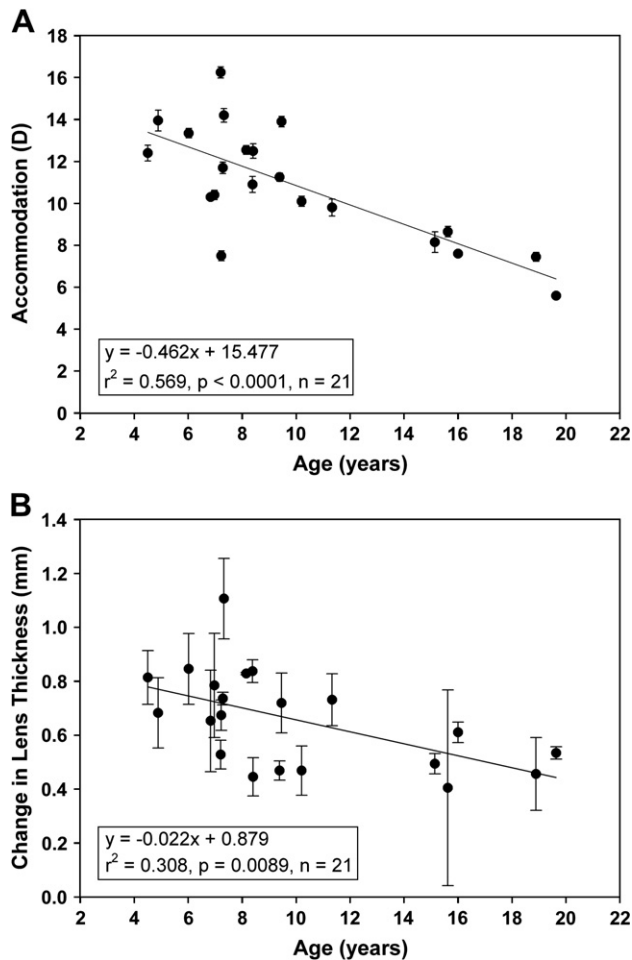 A
18
16
14
12
10
8
6
4
2
0
Accommodation (D)
y = -0.462x + 15.477
r² = 0.569, p < 0.0001, n = 21
4 6 8 10 12 14 16 18 20 22
2
Age (years)
B
1.4
1.2
1.0
0.8
0.6
0.4
0.2
0.0
Change in Lens Thickness (mm)
y = -0.022x + 0.879
r² = 0.308, p = 0.0089, n = 21
2 4 6 8 10 12 14 16 18 20 22
Age (years)